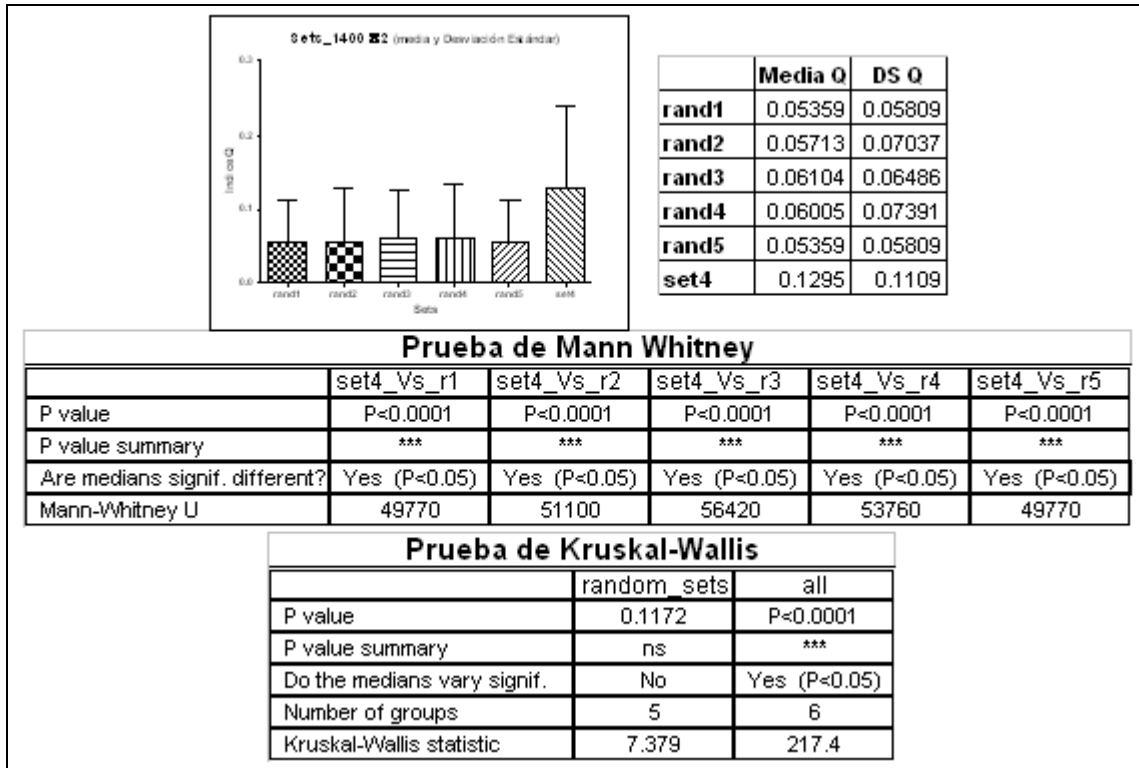 Sets_1400 X2 (media y Desviación Estándar)
0.3
0.2
0.1
0.0
Indices Q
rand1 rand2 rand3 rand4 rand5 set4
Sets
Media Q DS Q
rand1 0.05359 0.05809
rand2 0.05713 0.07037
rand3 0.06104 0.06486
rand4 0.06005 0.07391
rand5 0.05359 0.05809
set4 0.1295 0.1109
Prueba de Mann Whitney
set4_Vs_r1 set4_Vs_r2 set4_Vs_r3 set4_Vs_r4 set4_Vs_r5
P value P<0.0001 P<0.0001 P<0.0001 P<0.0001 P<0.0001
P value summary *** *** *** *** ***
Are medians signif. different? Yes (P<0.05) Yes (P<0.05) Yes (P<0.05) Yes (P<0.05) Yes (P<0.05)
Mann-Whitney U 49770 51100 56420 53760 49770
Prueba de Kruskal-Wallis
random_sets all
P value 0.1172 P<0.0001
P value summary ns ***
Do the medians vary signif. No Yes (P<0.05)
Number of groups 5 6
Kruskal-Wallis statistic 7.379 217.4